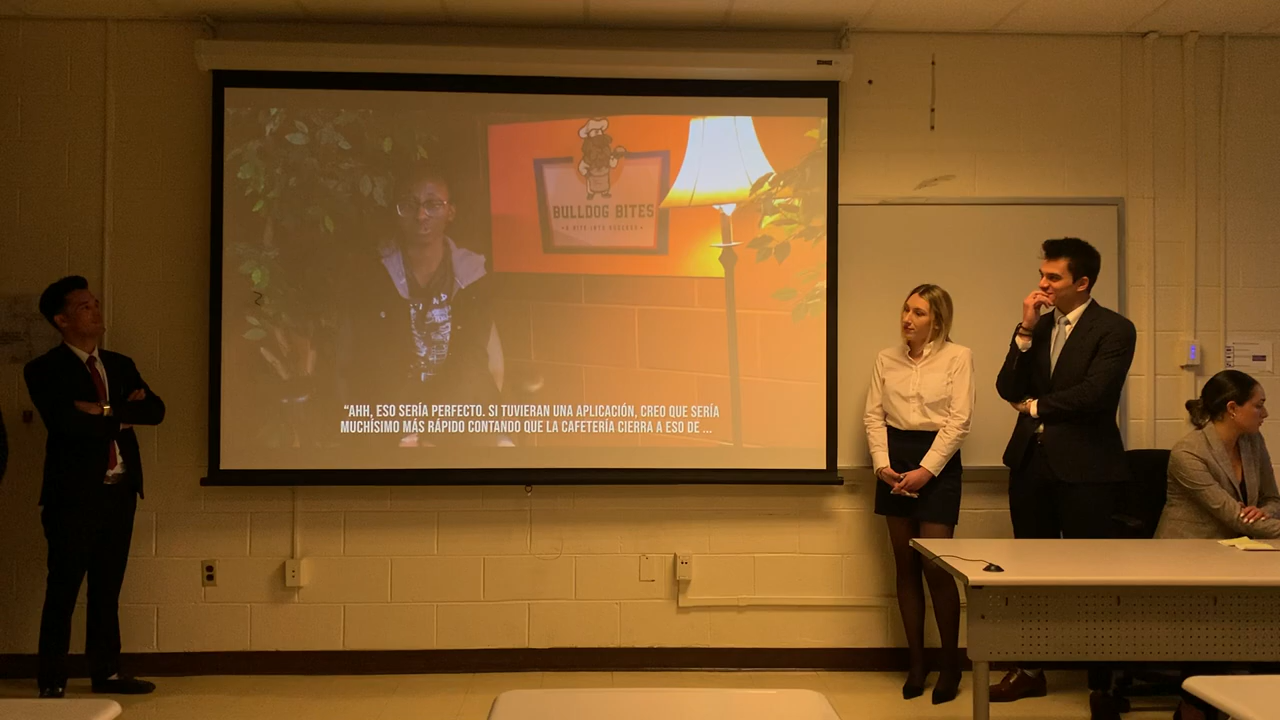 BULLDOG BITES
• A BITE INTO SUCCESS •
“AHH, ESO SERÍA PERFECTO. SI TUVIERAN UNA APLICACIÓN, CREO QUE SERÍA
MUCHÍSIMO MÁS RÁPIDO CONTANDO QUE LA CAFETERÍA CIERRA A ESO DE ...